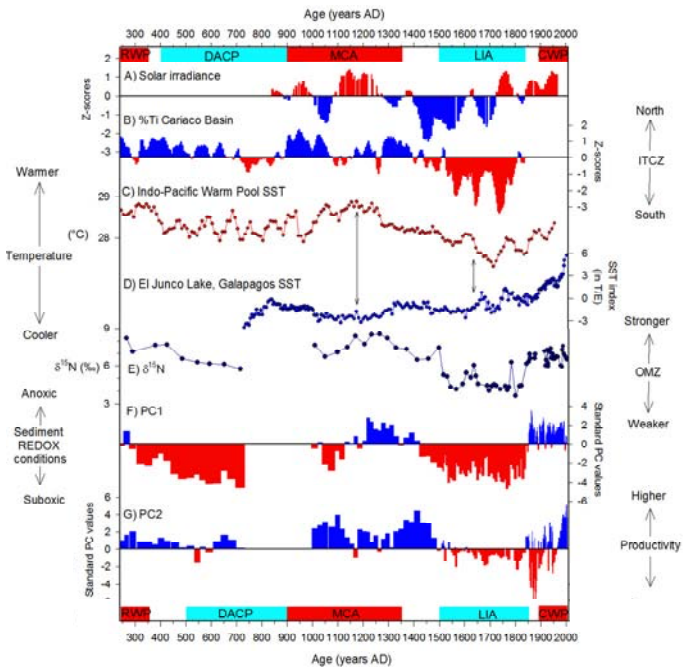 Age (years AD)
300 400 500 600 700 800 900 1000 1100 1200 1300 1400 1500 1600 1700 1800 1900 2000
RWP DACP MCA LIA CWP
A) Solar irradiance
Z-scores
2
1
0
-1
-2
-3
B) %Ti Cariaco Basin
Z-scores
2
1
0
-1
-2
-3
North
ITCZ
South
C) Indo-Pacific Warm Pool SST
29
28
(°C)
Warmer
Temperature
Cooler
D) El Junco Lake, Galapagos SST
SST index
(in T/E)
6
3
0
-3
E) δ15N
δ15N (‰)
9
6
3
Stronger
OMZ
Weaker
F) PC1
Standard PC values
4
2
0
-2
-4
-6
Anoxic
Sediment
REDOX
conditions
Suboxic
G) PC2
Standard PC values
6
4
2
0
-2
-4
Higher
Productivity
RWP DACP MCA LIA CWP
300 400 500 600 700 800 900 1000 1100 1200 1300 1400 1500 1600 1700 1800 1900 2000
Age (years AD)